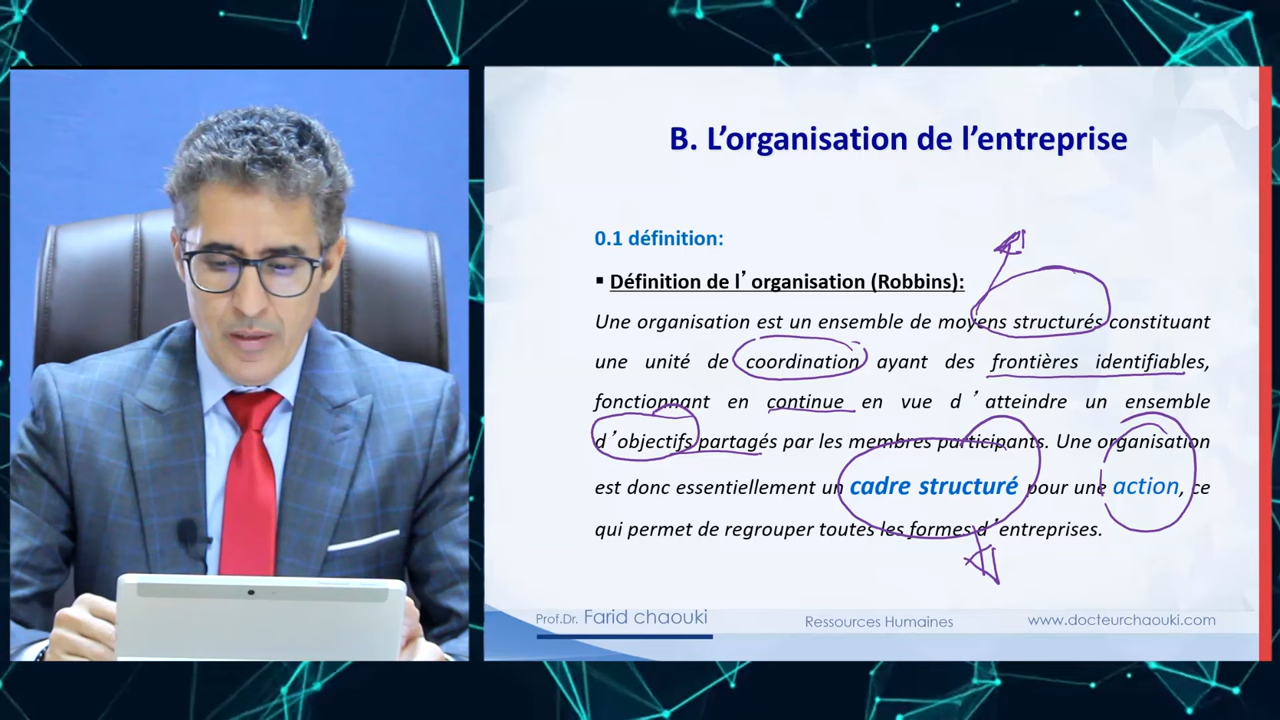 B. L’organisation de l’entreprise
0.1 définition:
▪ Définition de l’organisation (Robbins):
Une organisation est un ensemble de moyens structurés constituant
une unité de coordination ayant des frontières identifiables,
fonctionnant en continue en vue d’atteindre un ensemble
d’objectifs partagés par les membres participants. Une organisation
est donc essentiellement un cadre structuré pour une action, ce
qui permet de regrouper toutes les formes d’entreprises.
Prof.Dr. Farid chaouki
Ressources Humaines
www.docteurchaouki.com